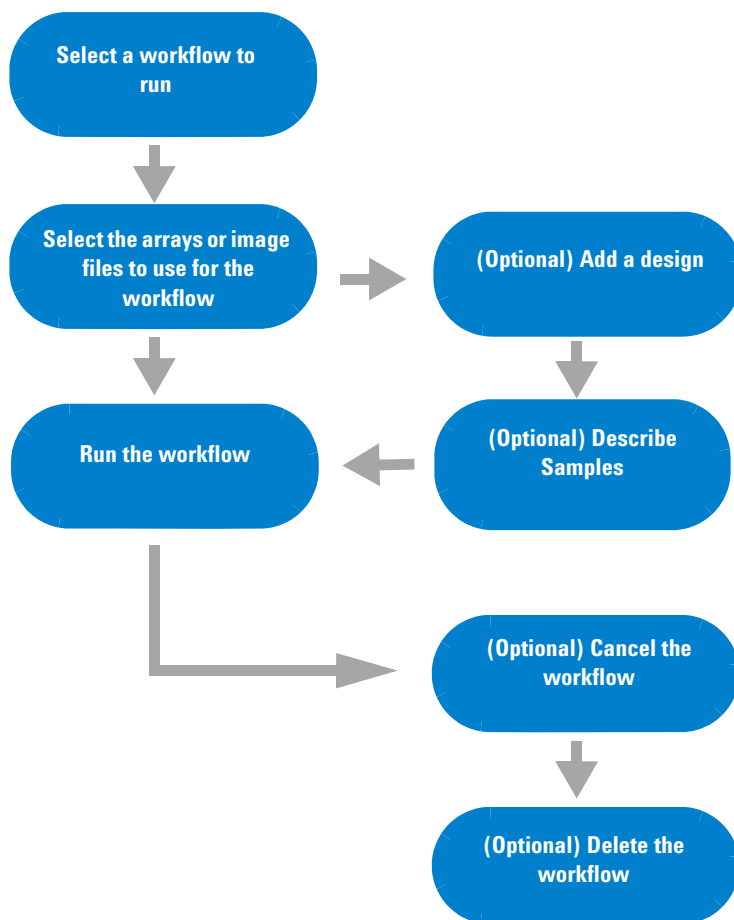 Select a workflow to
run
Select the arrays or image
files to use for the
workflow
(Optional) Add a design
Run the workflow
(Optional) Describe
Samples
(Optional) Cancel the
workflow
(Optional) Delete the
workflow